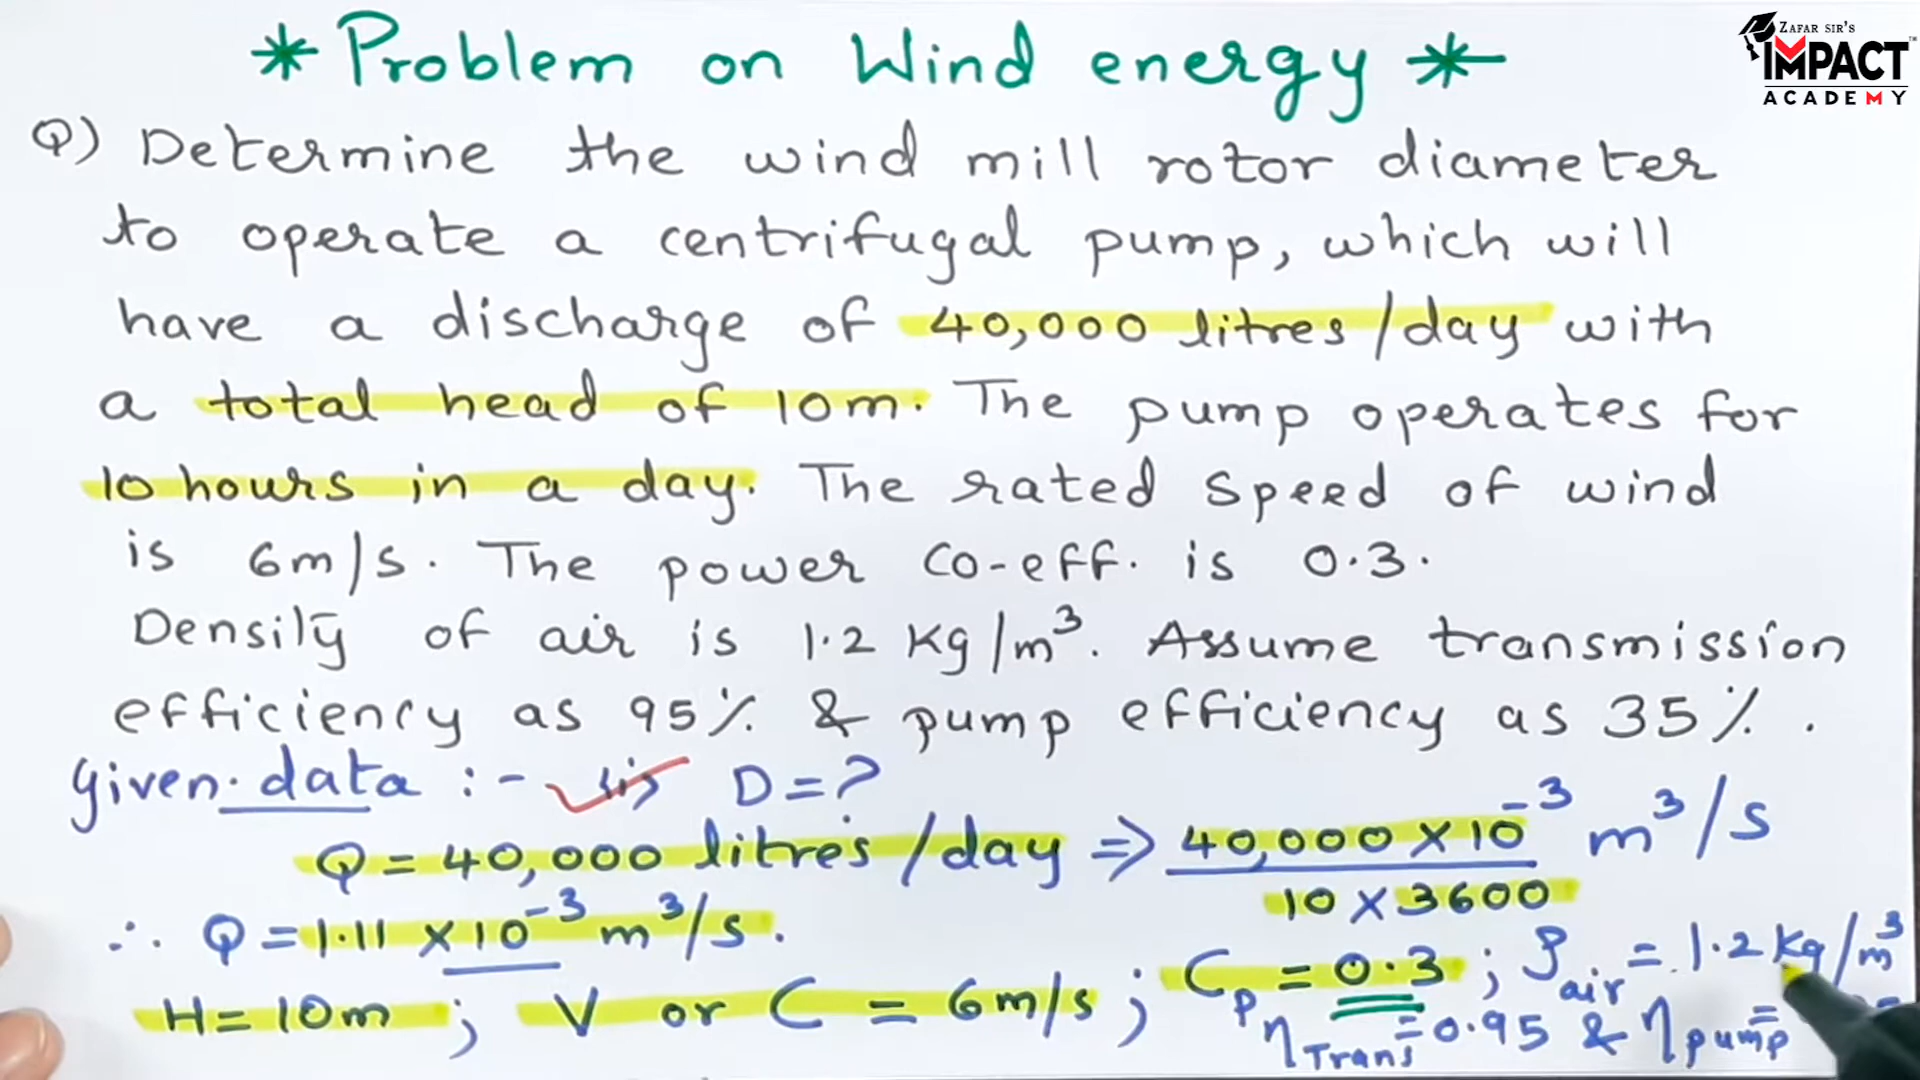 * Problem on Wind energy *
ZAFAR SIR'S
IMPACT
ACADEMY
Q) Determine the wind mill rotor diameter
to operate a centrifugal pump, which will
have a discharge of 40,000 litres/day with
a total head of 10m. The pump operates for
10 hours in a day. The rated speed of wind
is 6m/s. The power co-eff. is 0.3.
Density of air is 1.2 Kg/m³. Assume transmission
efficiency as 95% & pump efficiency as 35%.
given data :- D=?
Q = 40,000 litres/day ⇒ 40,000 X 10⁻³ m³/s
10 X 3600
∴ Q = 1.11 X 10⁻³ m³/s.
H = 10m ; V or C = 6m/s ; Cp = 0.3 ; ρair = 1.2 Kg/m³
ηTrans = 0.95 & ηpump =